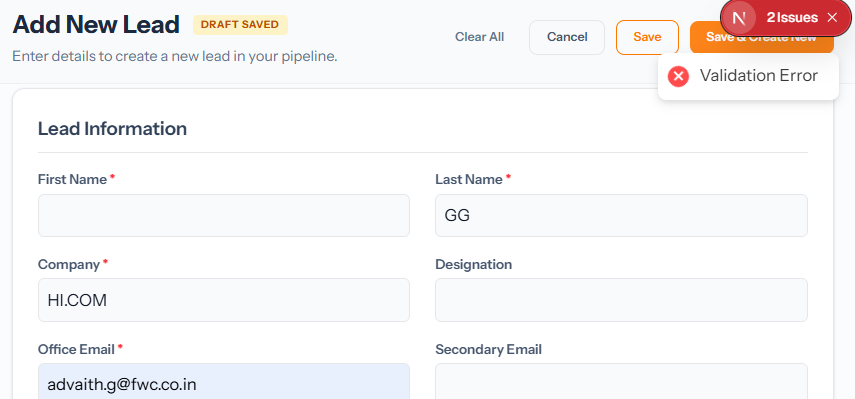 Add New Lead DRAFT SAVED
Enter details to create a new lead in your pipeline.
Clear All Cancel Save Save & Create New
N 2 Issues
Validation Error
Lead Information
First Name * Last Name *
GG
Company * Designation
HI.COM
Office Email * Secondary Email
advaith.g@fwc.co.in